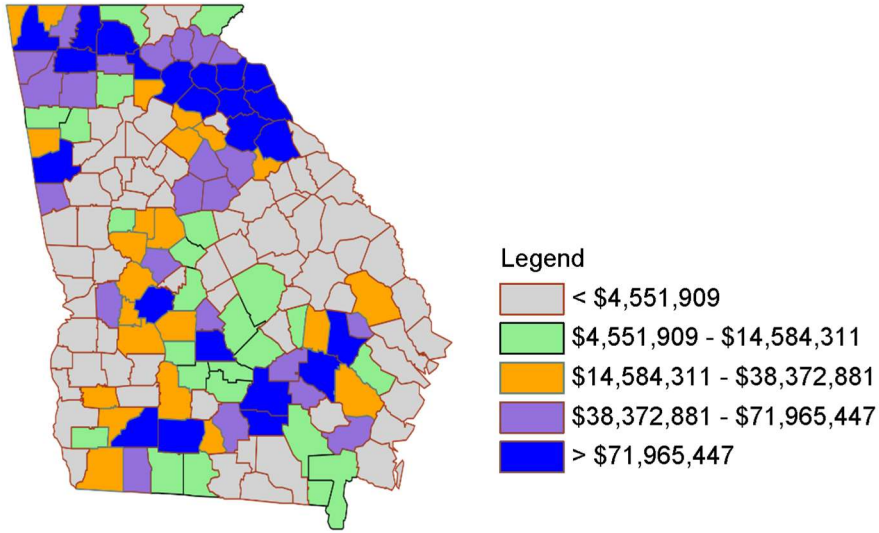 Legend
< $4,551,909
$4,551,909 - $14,584,311
$14,584,311 - $38,372,881
$38,372,881 - $71,965,447
> $71,965,447